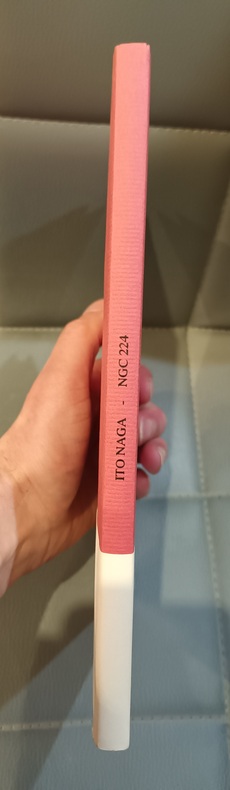 ITO NAGA - NGC 224